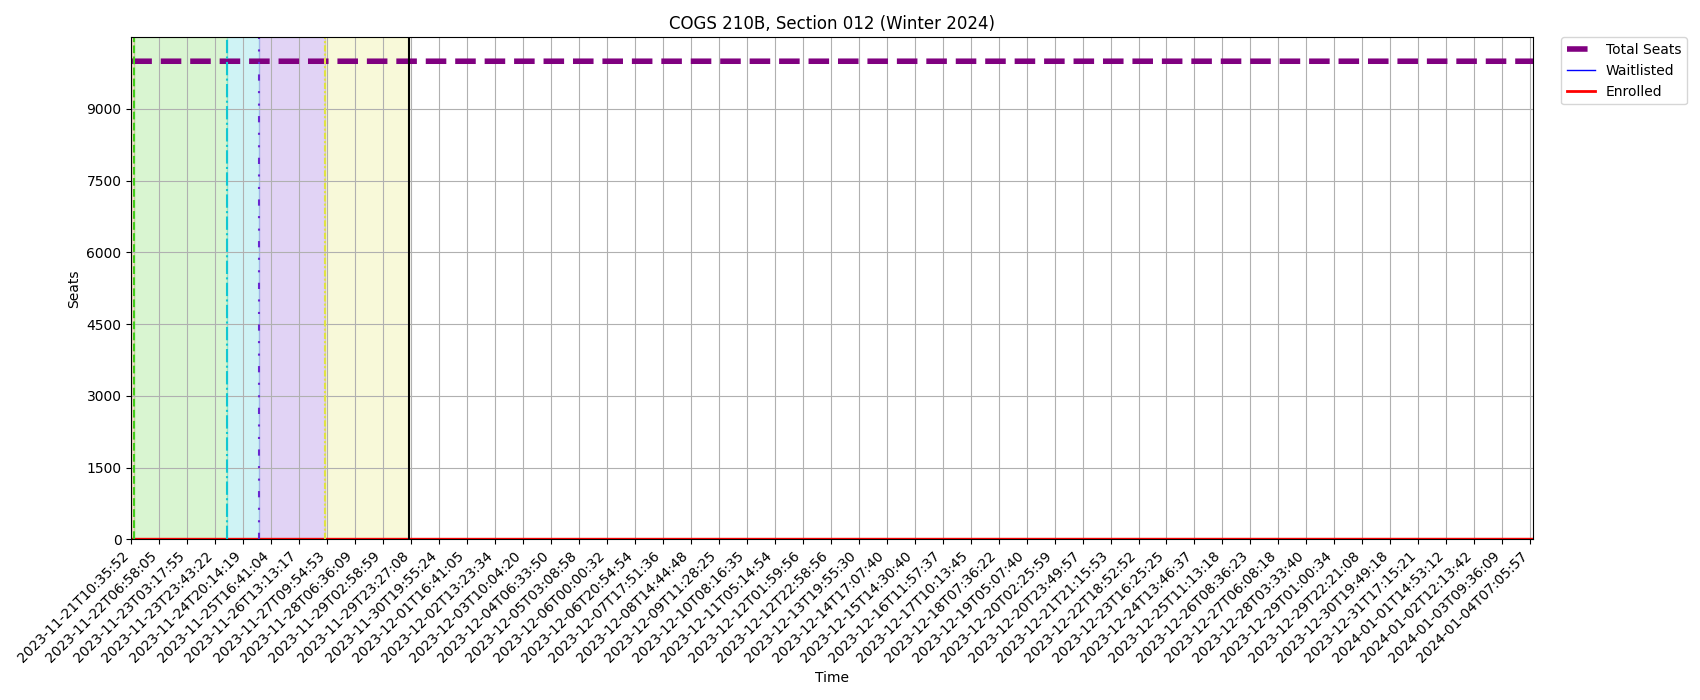 COGS 210B, Section 012 (Winter 2024)
Total Seats
Waitlisted
Enrolled
Seats
9000
7500
6000
4500
3000
1500
0
2023-11-21T10:35:52
2023-11-22T06:58:05
2023-11-23T03:17:55
2023-11-23T23:43:22
2023-11-24T20:14:19
2023-11-25T16:41:04
2023-11-26T13:13:17
2023-11-27T09:54:53
2023-11-28T06:36:09
2023-11-29T02:58:59
2023-11-29T23:27:08
2023-11-30T19:55:24
2023-12-01T16:41:05
2023-12-02T13:23:34
2023-12-03T10:04:20
2023-12-04T06:33:50
2023-12-05T03:08:58
2023-12-06T00:00:32
2023-12-06T20:54:54
2023-12-07T17:51:36
2023-12-08T14:44:48
2023-12-09T11:28:25
2023-12-10T08:16:35
2023-12-11T05:14:54
2023-12-12T01:59:56
2023-12-12T22:58:56
2023-12-13T19:55:30
2023-12-14T17:07:40
2023-12-15T14:30:40
2023-12-16T11:57:37
2023-12-17T10:13:45
2023-12-18T07:36:22
2023-12-19T05:07:40
2023-12-20T02:25:59
2023-12-20T23:49:57
2023-12-21T21:15:53
2023-12-22T18:52:52
2023-12-23T16:25:25
2023-12-24T13:46:37
2023-12-25T11:13:18
2023-12-26T08:36:23
2023-12-27T06:08:18
2023-12-28T03:33:40
2023-12-29T01:00:34
2023-12-29T22:21:08
2023-12-30T19:49:18
2023-12-31T17:15:21
2024-01-01T14:53:12
2024-01-02T12:13:42
2024-01-03T09:36:09
2024-01-04T07:05:57
Time